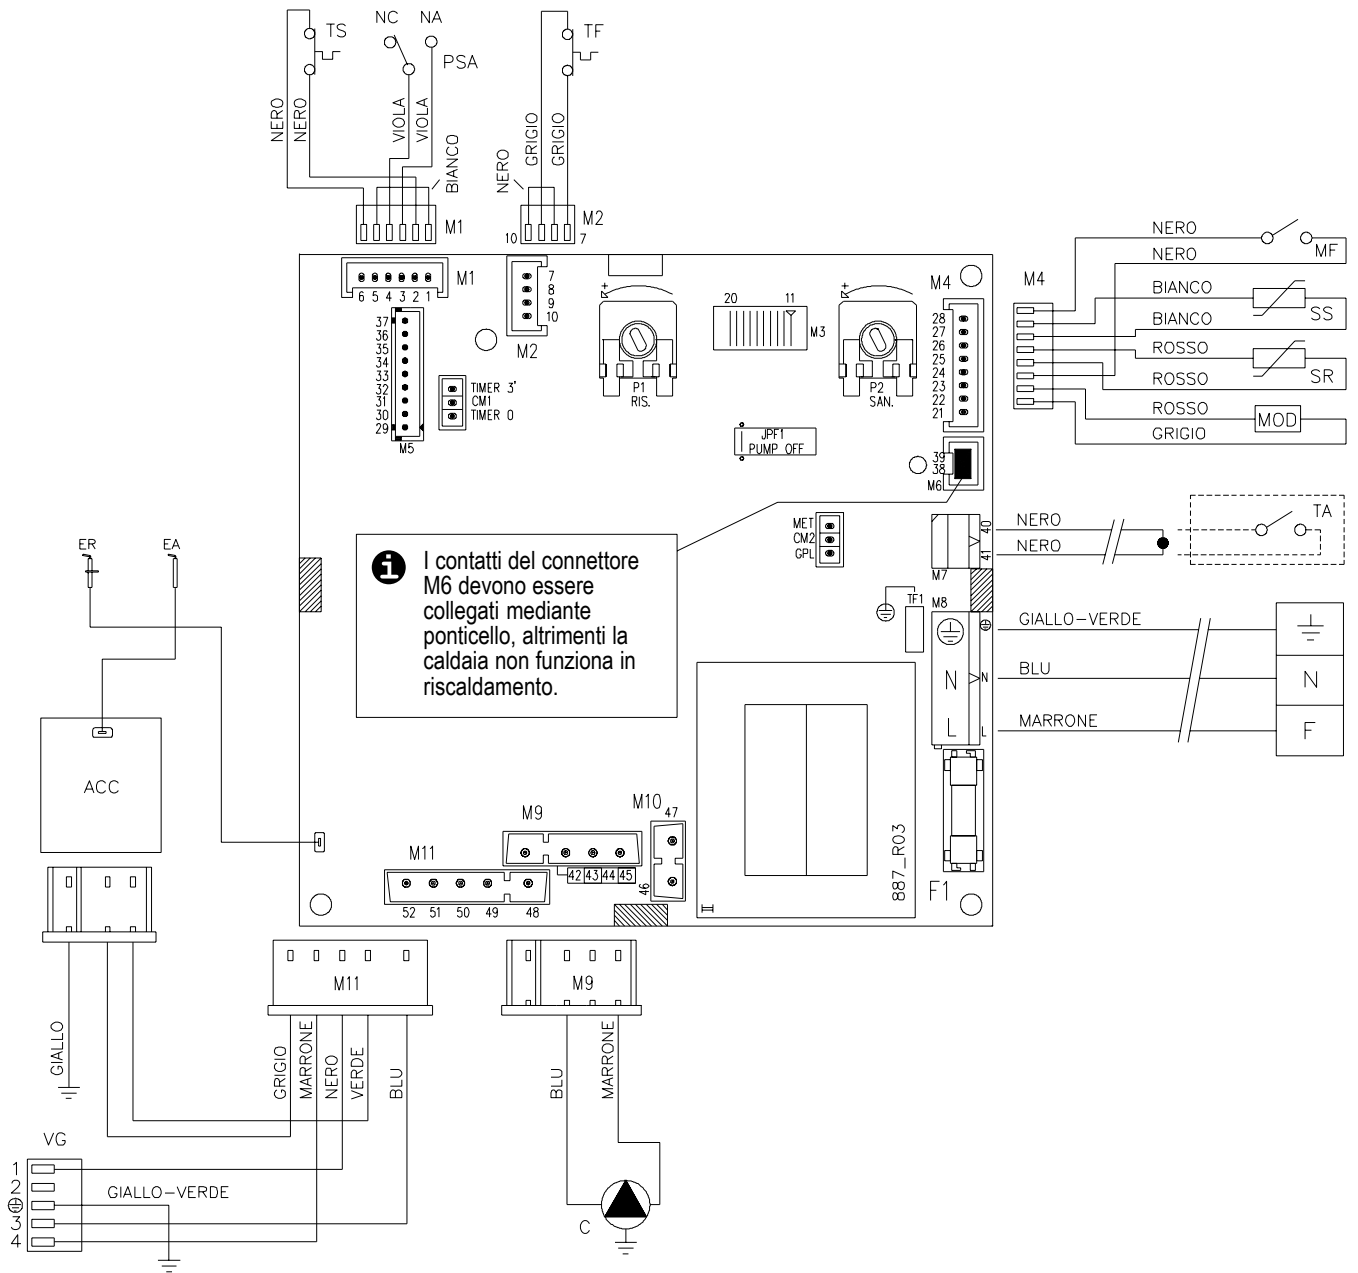 TS
NC
NA
PSA
TF
NERO
NERO
VIOLA
VIOLA
BIANCO
NERO
GRIGIO
GRIGIO
M1
10
7
M2
M1
6 5 4 3 2 1
7
8
9
10
M2
37
36
35
34
33
32
31
30
29
M5
TIMER 3'
CM1
TIMER 0
+
P1
RIS.
20
11
M3
+
P2
SAN.
JPF1
PUMP OFF
M4
28
27
26
25
24
23
22
21
39
38
M6
M4
NERO
NERO
MF
BIANCO
BIANCO
SS
ROSSO
ROSSO
SR
ROSSO
GRIGIO
MOD
MET
CM2
GPL
40
41
M7
NERO
NERO
TA
i
I contatti del connettore
M6 devono essere
collegati mediante
ponticello, altrimenti la
caldaia non funziona in
riscaldamento.
TF1
M8
N
L
N
L
GIALLO-VERDE
BLU
MARRONE
N
F
ER
EA
ACC
887_R03
F1
M9
42 43 44 45
M10
47
46
M11
52 51 50 49 48
M11
M9
GIALLO
GRIGIO
MARRONE
NERO
VERDE
BLU
BLU
MARRONE
VG
1
2
3
4
GIALLO-VERDE
C